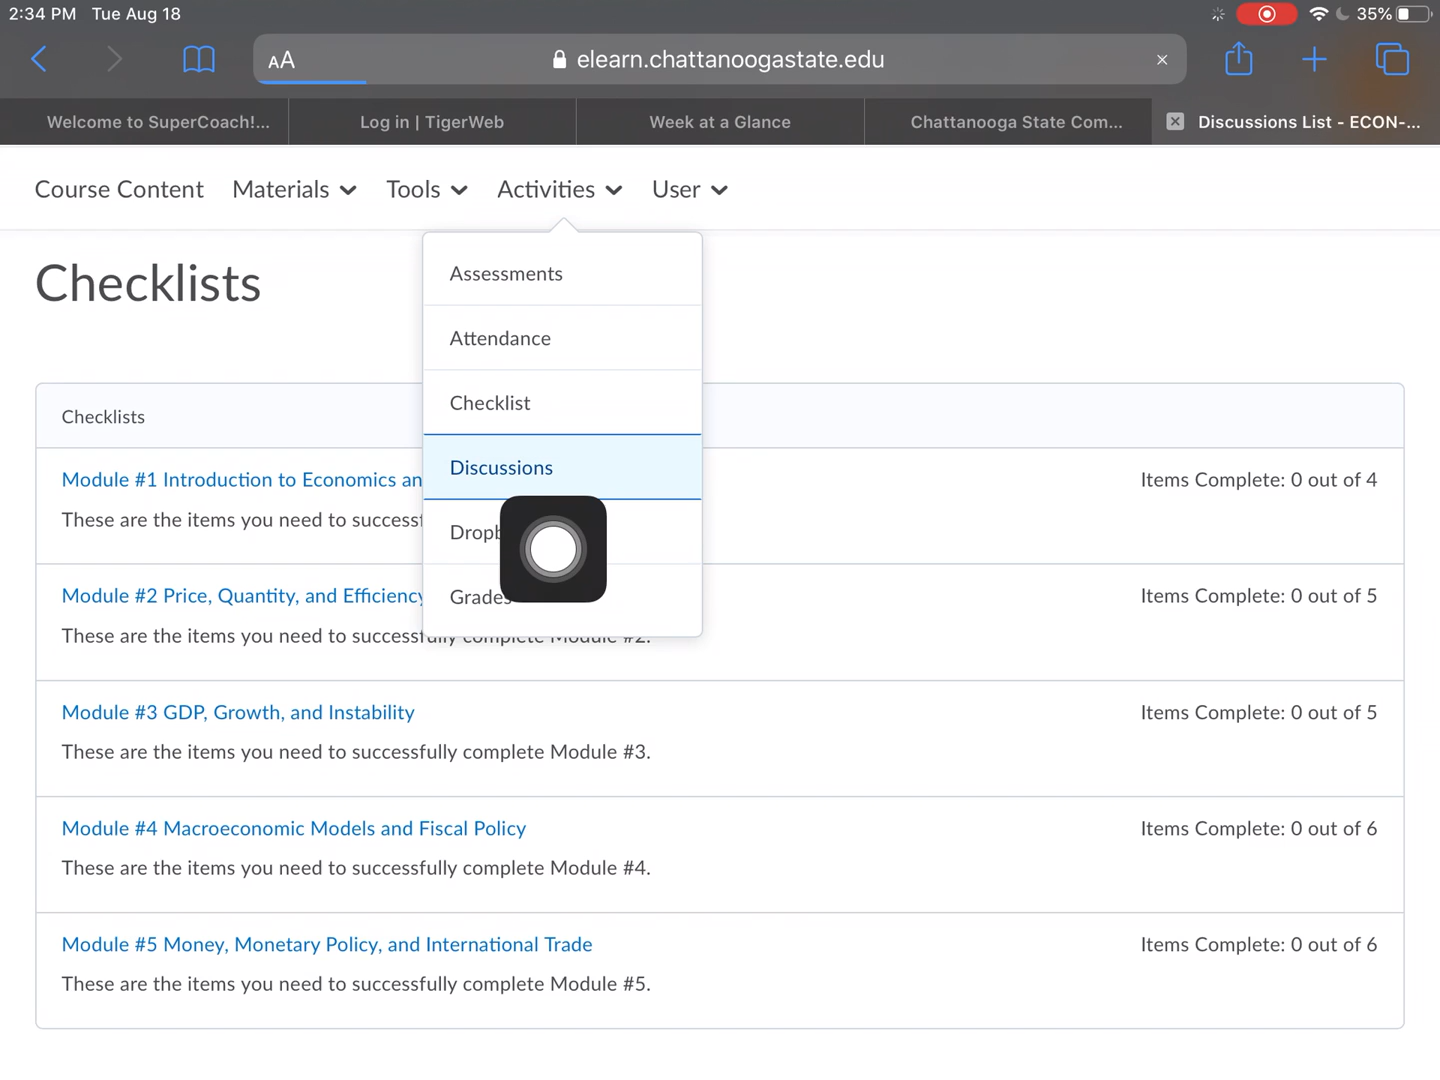 2:34 PM Tue Aug 18 35%
AA elearn.chattanoogastate.edu
Welcome to SuperCoach!... Log in | TigerWeb Week at a Glance Chattanooga State Com... Discussions List - ECON-...
Course Content Materials Tools Activities User
Checklists
Assessments
Attendance
Checklist
Discussions
Grades
Checklists
Module #1 Introduction to Economics Items Complete: 0 out of 4
These are the items you need to
Module #2 Price, Quantity, and Efficiency Items Complete: 0 out of 5
These are the items you need to successfully complete Module #2.
Module #3 GDP, Growth, and Instability Items Complete: 0 out of 5
These are the items you need to successfully complete Module #3.
Module #4 Macroeconomic Models and Fiscal Policy Items Complete: 0 out of 6
These are the items you need to successfully complete Module #4.
Module #5 Money, Monetary Policy, and International Trade Items Complete: 0 out of 6
These are the items you need to successfully complete Module #5.